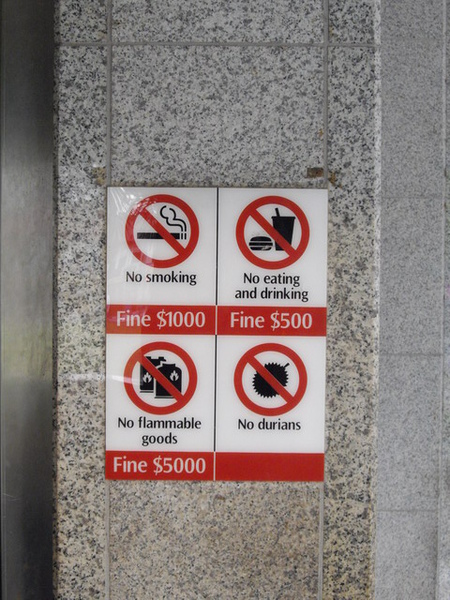 No smoking
Fine $1000
No eating
and drinking
Fine $500
No flammable
goods
Fine $5000
No durians